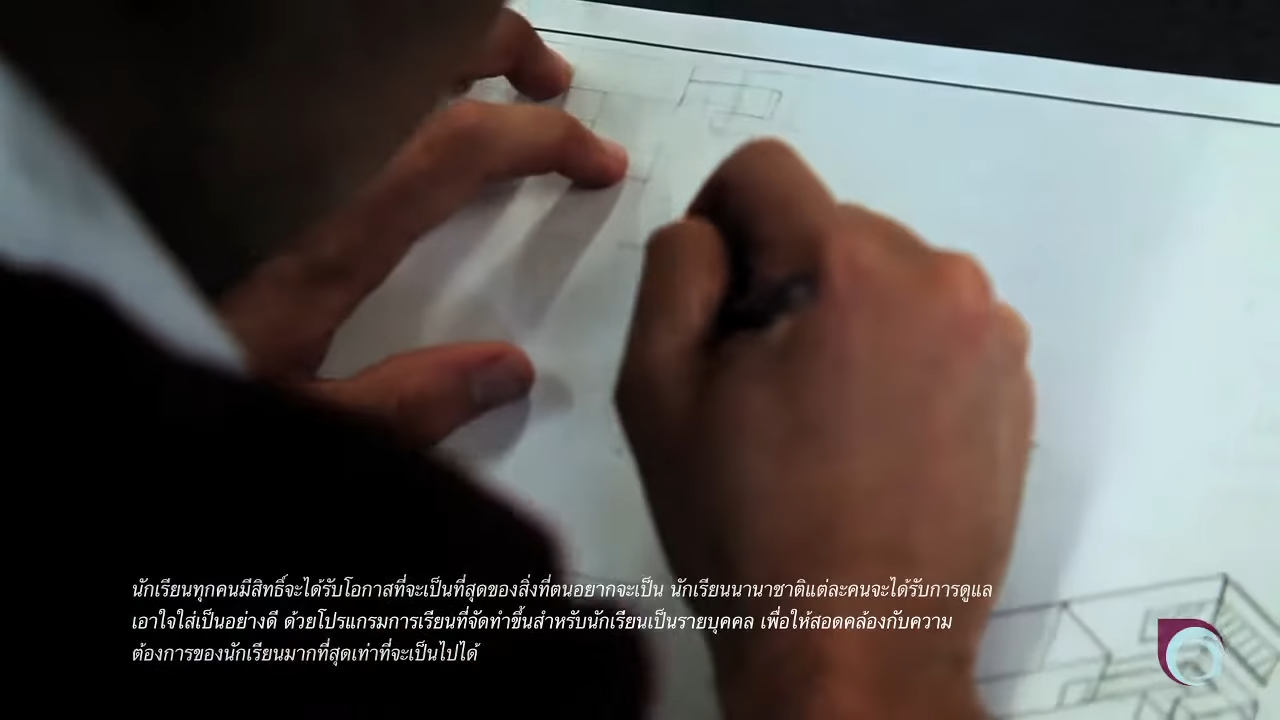 นักเรียนทุกคนมีสิทธิ์จะได้รับโอกาสที่จะเป็นที่สุดของสิ่งที่ตนอยากจะเป็น นักเรียนนานาชาติแต่ละคนจะได้รับการดูแล
เอาใจใส่เป็นอย่างดี ด้วยโปรแกรมการเรียนที่จัดทำขึ้นสำหรับนักเรียนเป็นรายบุคคล เพื่อให้สอดคล้องกับความ
ต้องการของนักเรียนมากที่สุดเท่าที่จะเป็นไปได้